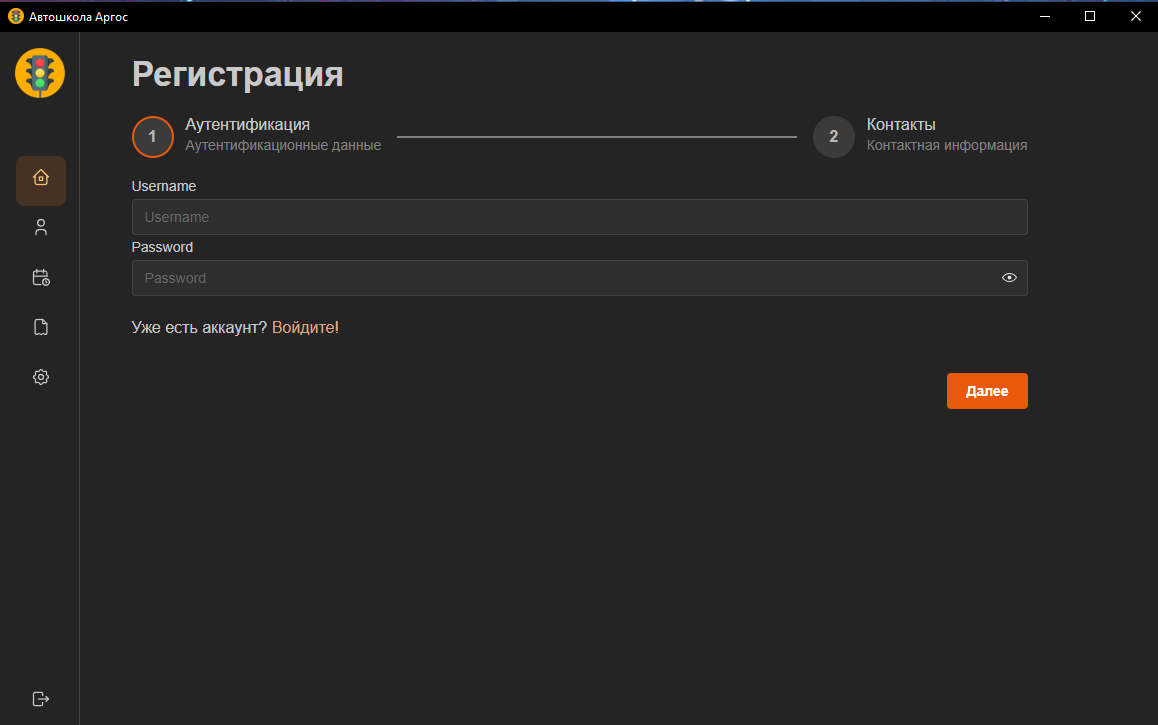 Автошкола Аргос
Регистрация
1
Аутентификация
Аутентификационные данные
2
Контакты
Контактная информация
Username
Username
Password
Password
Уже есть аккаунт? Войдите!
Далее